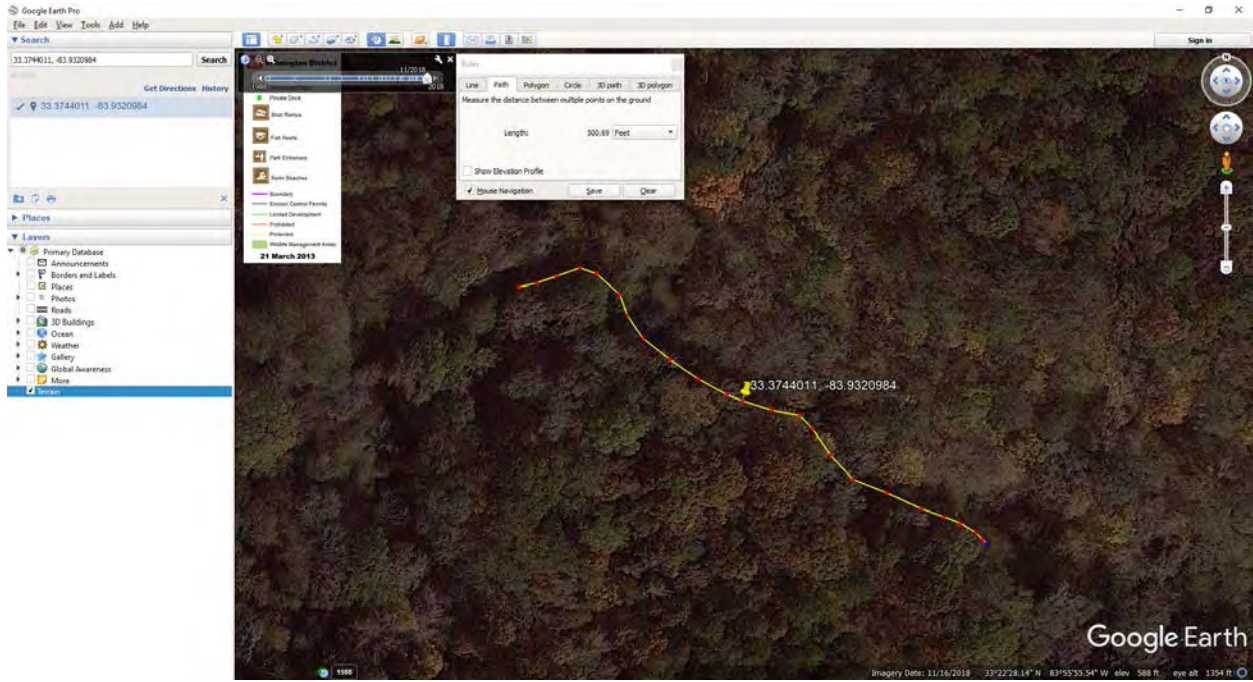 Google Earth Pro
File Edit View Tools Add Help
Search
33.3744011, -83.9320984
Search
Get Directions History
33.3744011, -83.9320984
Places
Layers
Primary Database
Announcements
Borders and Labels
Places
Photos
Roads
3D Buildings
Ocean
Weather
Gallery
Global Awareness
More
Terrain
Sign in
District
11/2018
1988
2018
Private Dock
Boat Ramps
Park Entrances
Swim Beaches
Boundary
Erosion Control Permits
Limited Development
Prohibited
Protected
Wildlife Management Areas
21 March 2013
Ruler
Line Path Polygon Circle 3D path 3D polygon
Measure the distance between multiple points on the ground
Length: 500.69 Feet
Show Elevation Profile
Mouse Navigation Save Clear
N
33.3744011, -83.9320984
Google Earth
1988
Imagery Date: 11/16/2018 33°22'28.14" N 83°55'55.54" W elev 588 ft eye alt 1354 ft